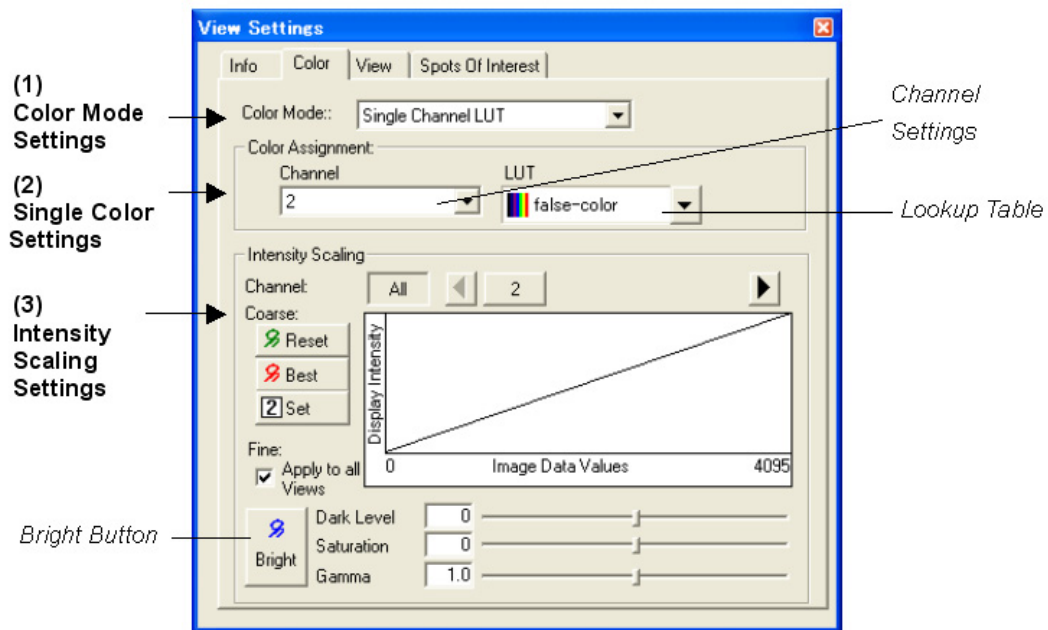 View Settings
Info Color View Spots Of Interest
(1)
Color Mode
Settings
Color Mode:: Single Channel LUT
Channel
Settings
Color Assignment:
(2)
Single Color
Settings
Channel LUT
2 false-color
Lookup Table
Intensity Scaling
(3)
Intensity
Scaling
Settings
Channel: All 2
Coarse:
Reset
Best
2 Set
Display Intensity
0 Image Data Values 4095
Fine:
Apply to all
Views
Bright Button
Bright
Dark Level 0
Saturation 0
Gamma 1.0